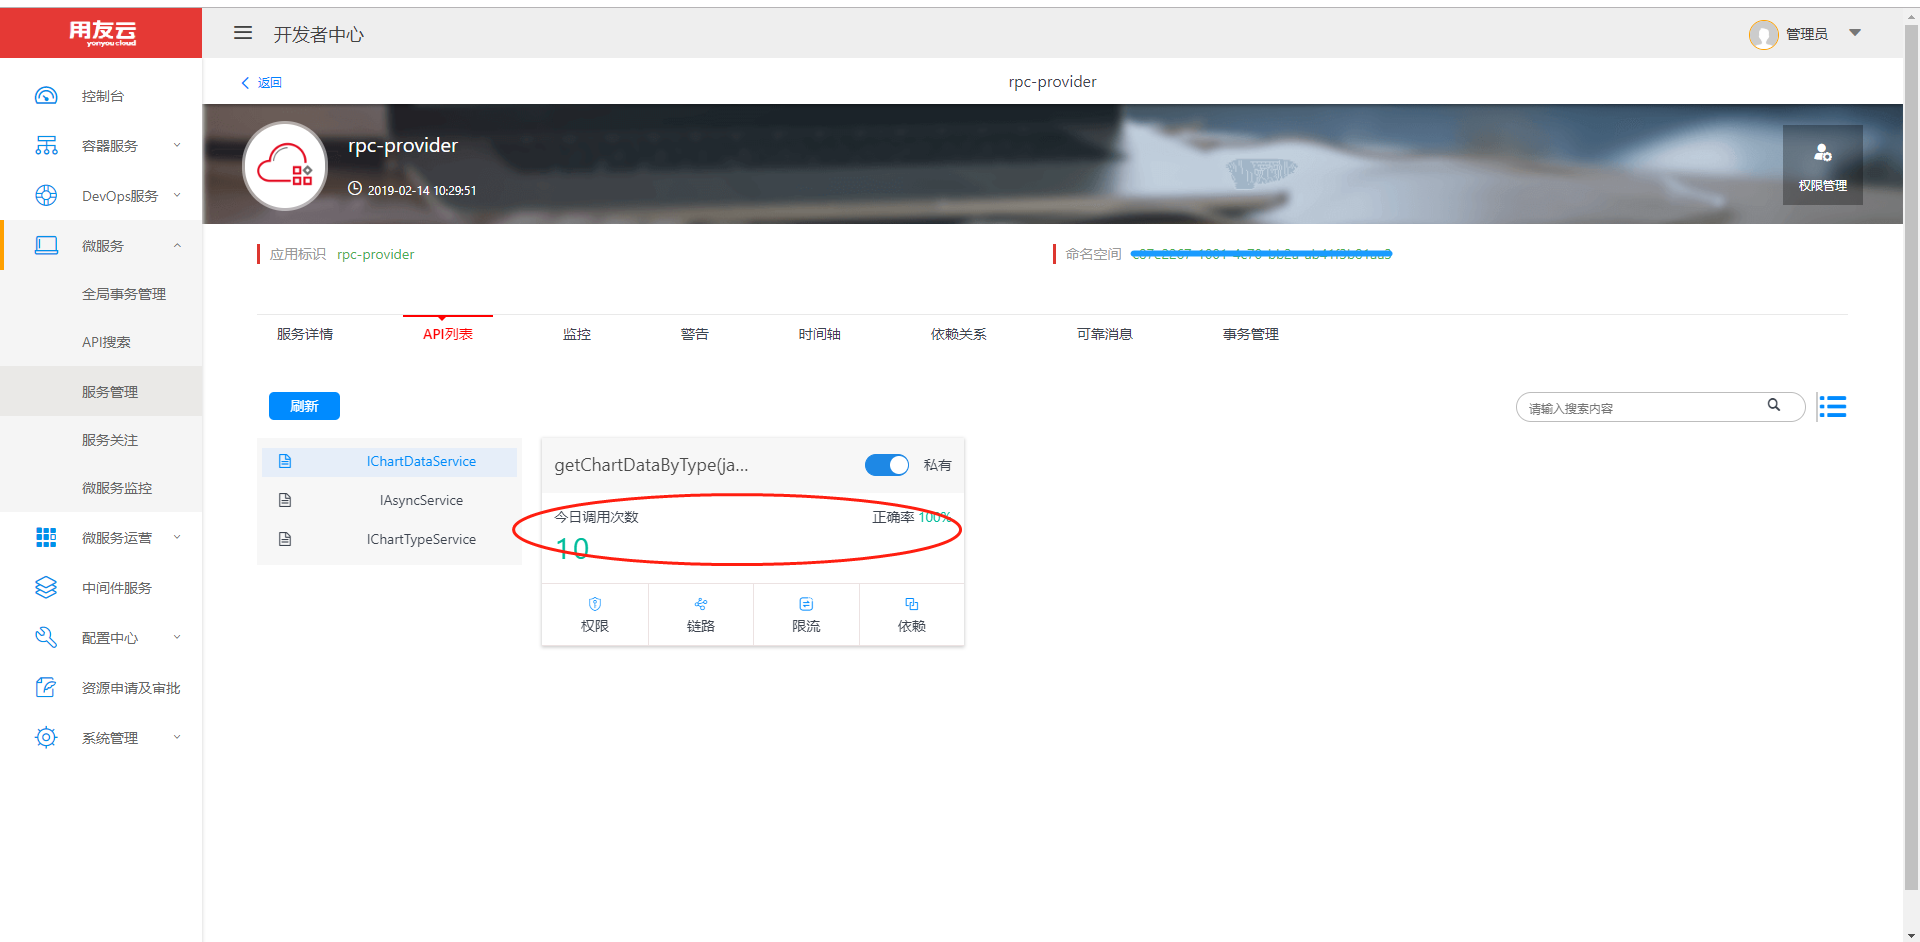 用友云
yonyou cloud
开发者中心
管理员
返回
rpc-provider
控制台
容器服务
DevOps服务
微服务
全局事务管理
API搜索
服务管理
服务关注
微服务监控
微服务运营
中间件服务
配置中心
资源申请及审批
系统管理
rpc-provider
2019-02-14 10:29:51
权限管理
应用标识 rpc-provider
命名空间
服务详情 API列表 监控 警告 时间轴 依赖关系 可靠消息 事务管理
刷新
请输入搜索内容
IChartDataService
IAsyncService
IChartTypeService
getChartDataByType(ja...
私有
今日调用次数
正确率 100%
10
权限 链路 限流 依赖